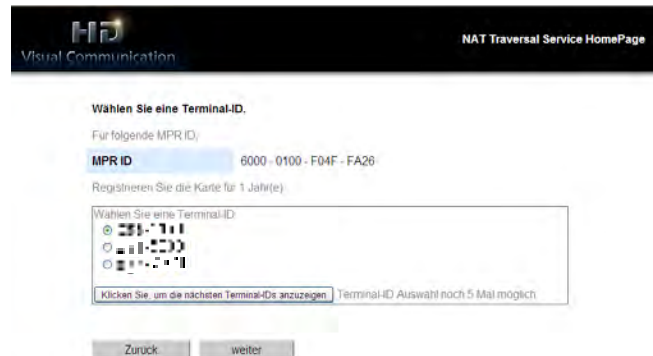 HD
Visual Communication
NAT Traversal Service HomePage
Wählen Sie eine Terminal-ID.
Für folgende MPR ID,
MPR ID 6000 - 0100 - F04F - FA26
Registrieren Sie die Karte für 1 Jahr(e)
Wählen Sie eine Terminal-ID
Klicken Sie, um die nächsten Terminal-IDs anzuzeigen Terminal-ID Auswahl noch 5 Mal möglich
Zurück weiter